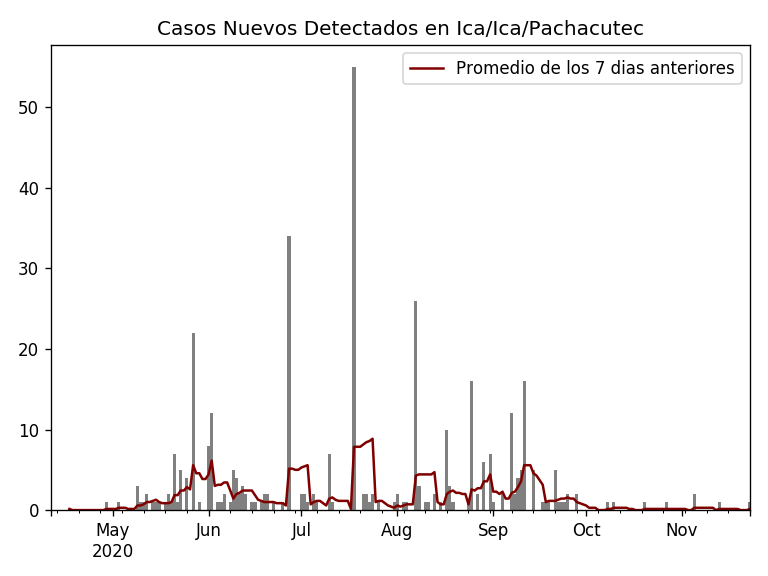 Casos Nuevos Detectados en Ica/Ica/Pachacutec
Promedio de los 7 dias anteriores
50
40
30
20
10
0
May Jun Jul Aug Sep Oct Nov
2020